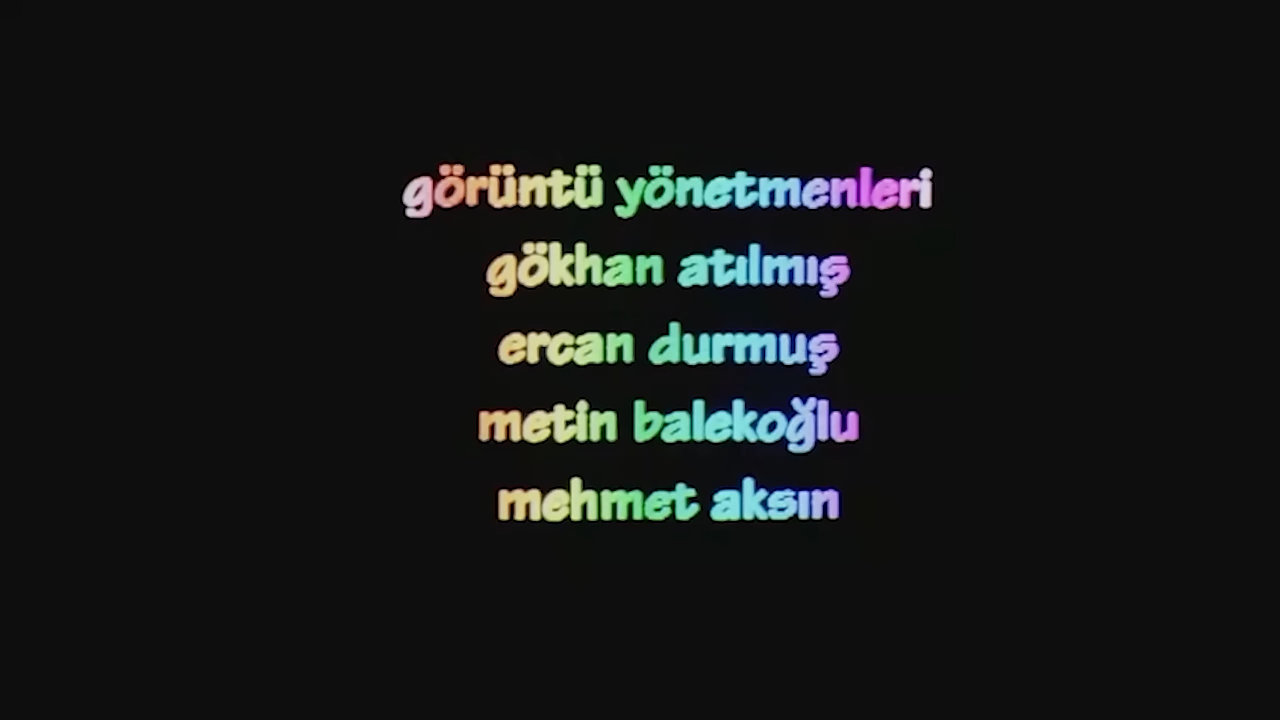 görüntü yönetmenleri
gökhan atılmış
ercan durmuş
metin balekoğlu
mehmet aksın